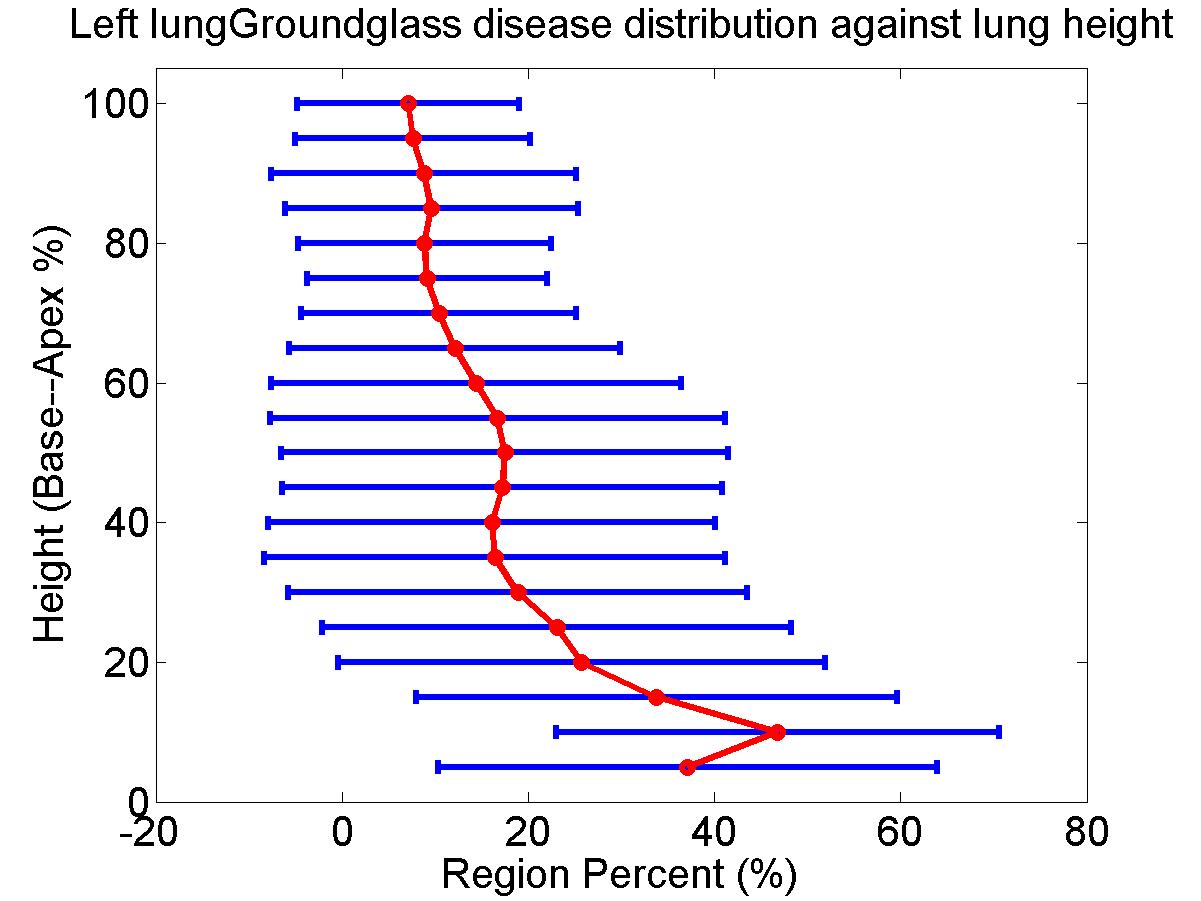 Left lungGroundglass disease distribution against lung height
Height (Base--Apex %)
100
80
60
40
20
0
-20 0 20 40 60 80
Region Percent (%)